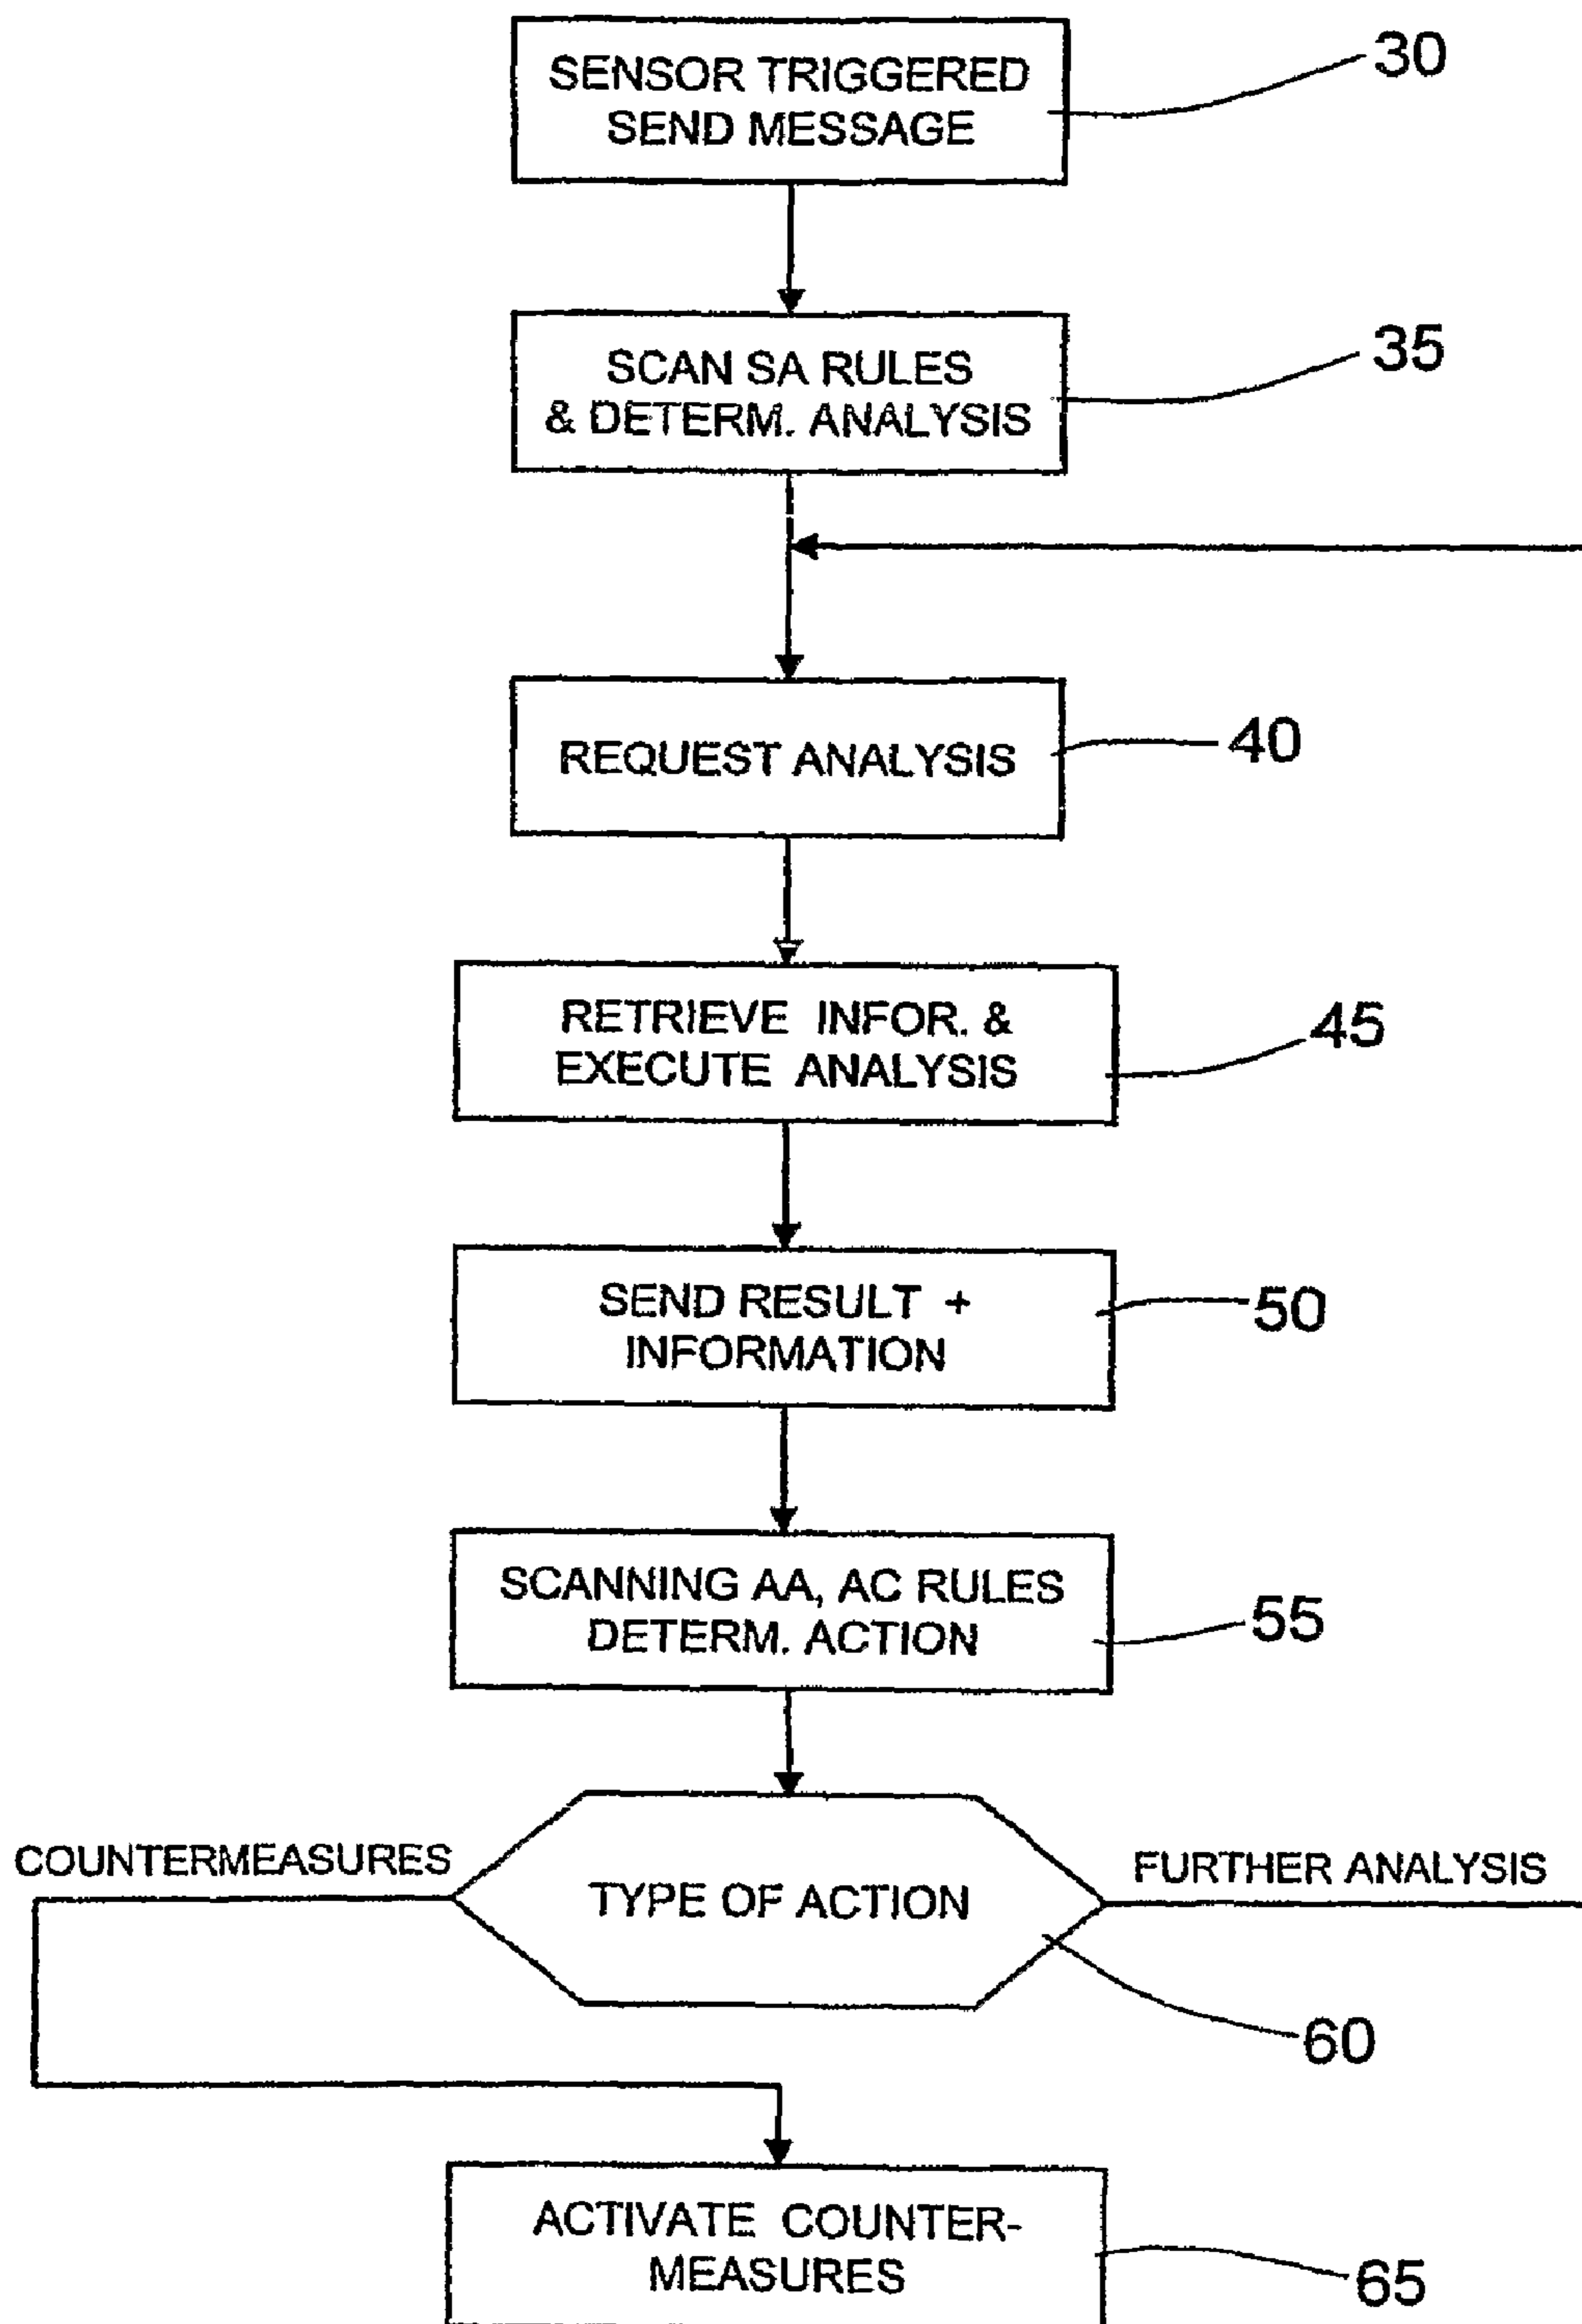 SENSOR TRIGGERED
SEND MESSAGE
30
SCAN SA RULES
& DETERM. ANALYSIS
35
REQUEST ANALYSIS
40
RETRIEVE INFOR. &
EXECUTE ANALYSIS
45
SEND RESULT +
INFORMATION
50
SCANNING AA, AC RULES
DETERM. ACTION
55
COUNTERMEASURES
TYPE OF ACTION
FURTHER ANALYSIS
60
ACTIVATE COUNTER-
MEASURES
65